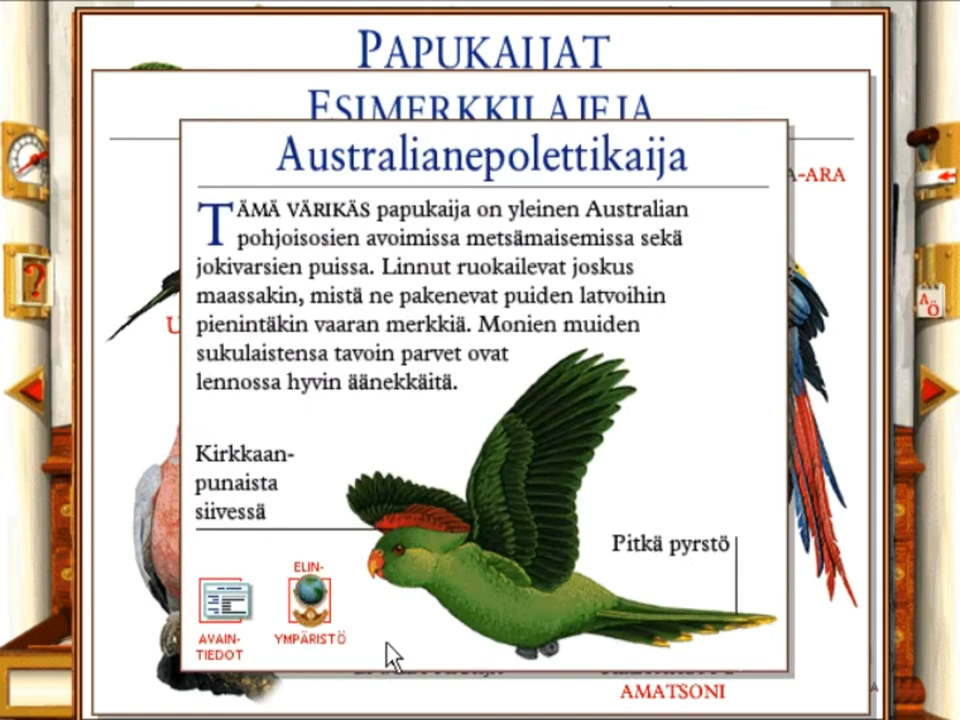 PAPUKAIJAT
ESIMERKKILAJEJA
Australianepolettikaija
A-ARA
TÄMÄ VÄRIKÄS papukaija on yleinen Australian
pohjoisosien avoimissa metsämaisemissa sekä
jokivarsien puissa. Linnut ruokailevat joskus
maassakin, mistä ne pakenevat puiden latvoihin
pienintäkin vaaran merkkiä. Monien muiden
sukulaistensa tavoin parvet ovat
lennossa hyvin äänekkäitä.
?
A
Ö
U
Kirkkaan-
punaista
siivessä
Pitkä pyrstö
AVAIN-
TIEDOT
ELIN-
YMPÄRISTÖ
AMATSONI